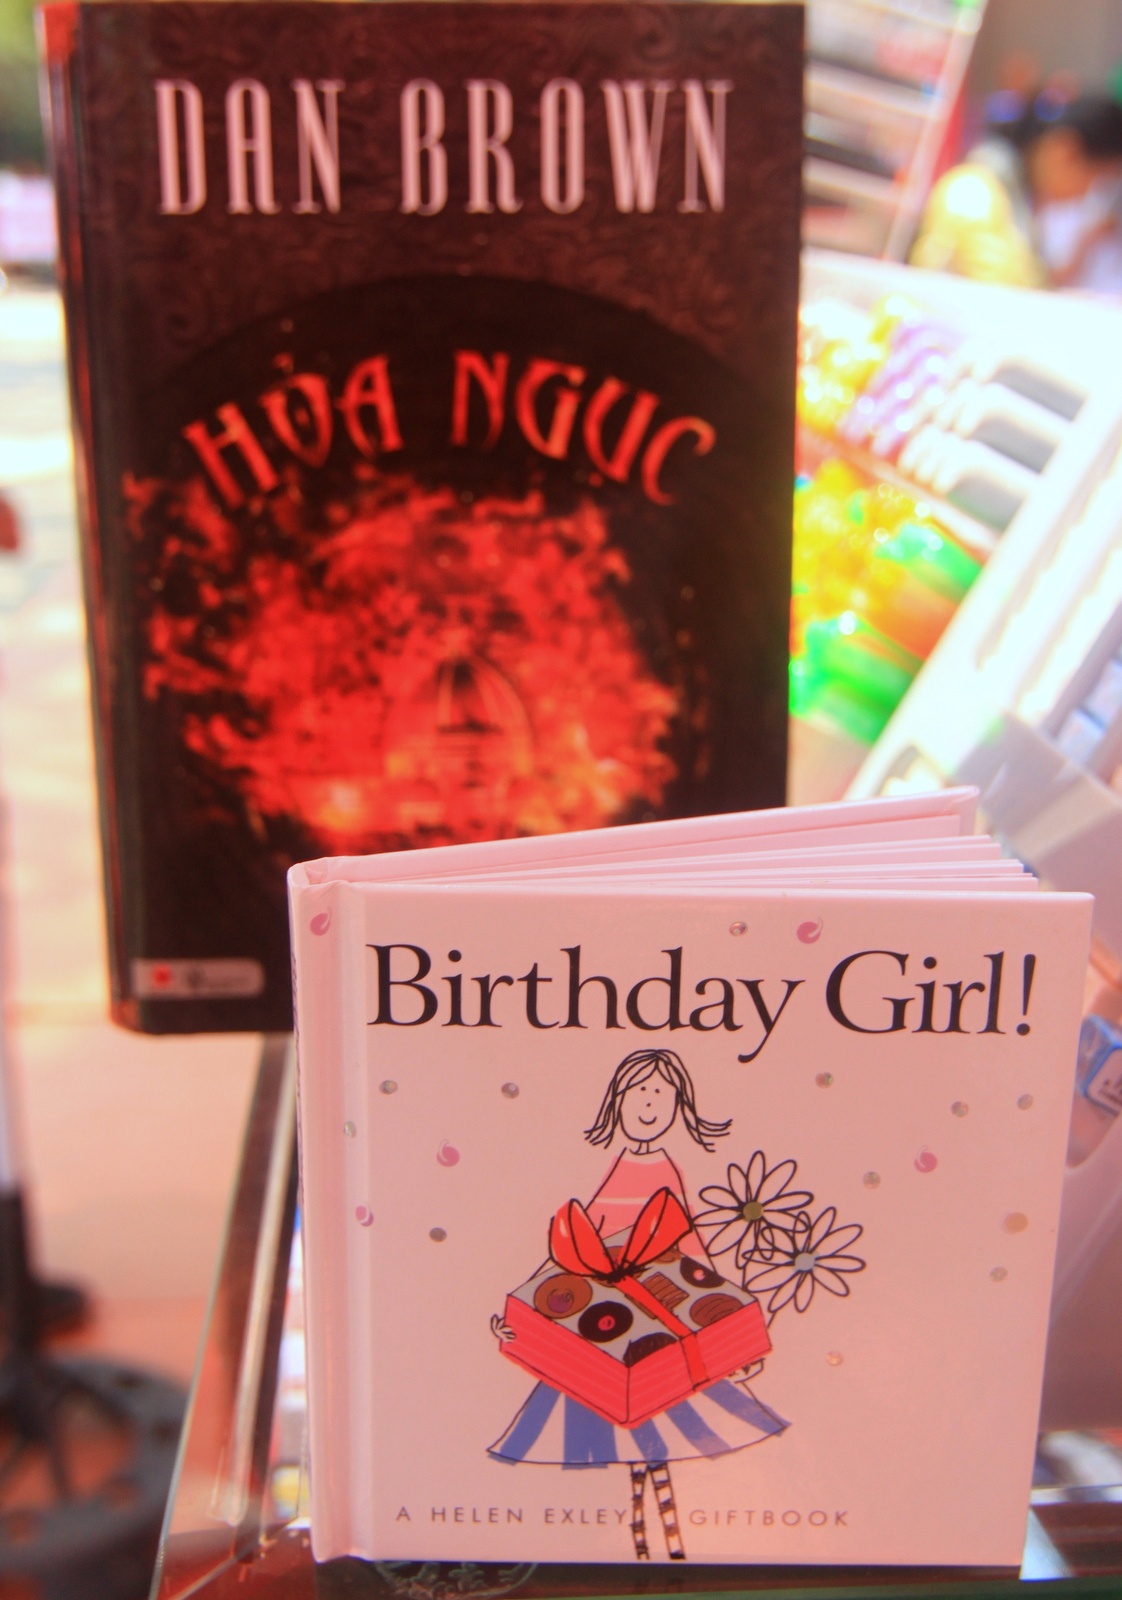 DAN BROWN
HỎA NGỤC
Birthday Girl!
A HELEN EXLEY GIFTBOOK